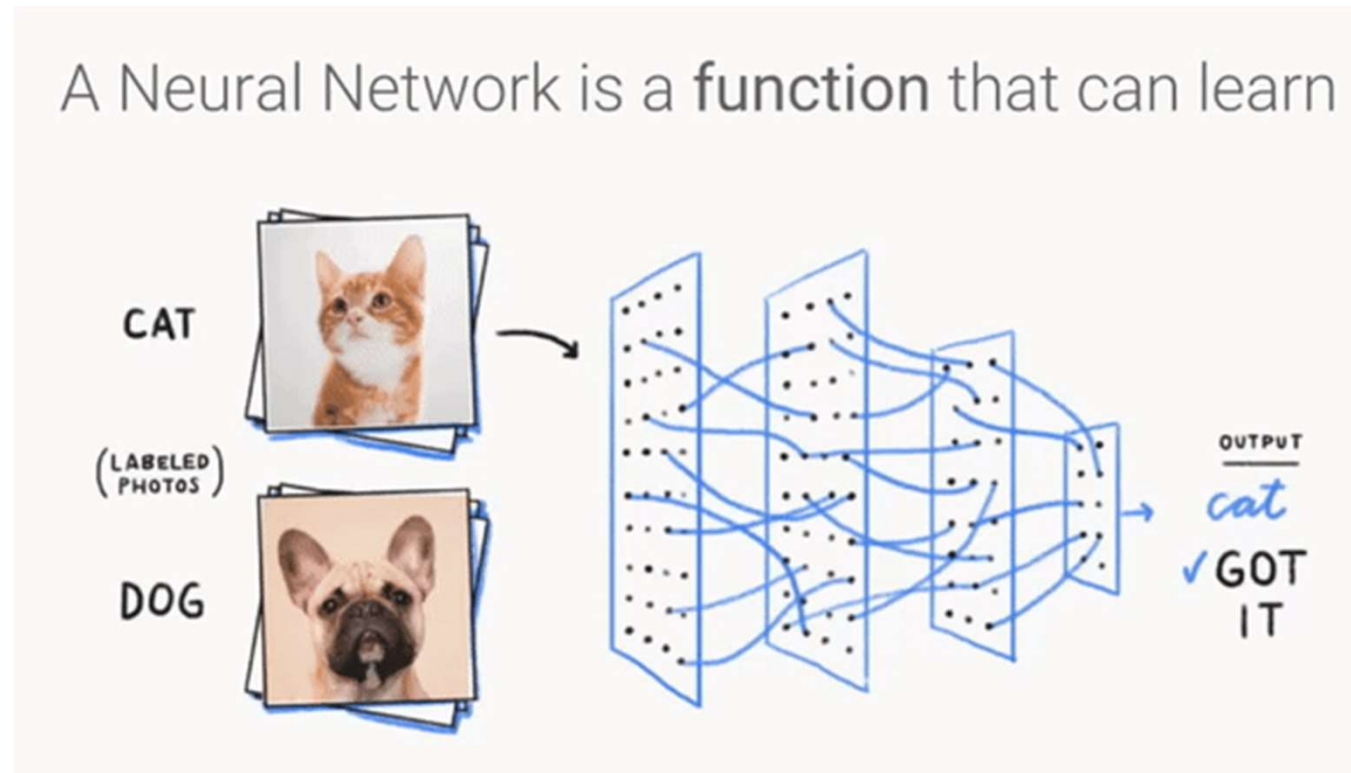 A Neural Network is a function that can learn
CAT
(LABELED
PHOTOS)
DOG
OUTPUT
cat
✓GOT
IT